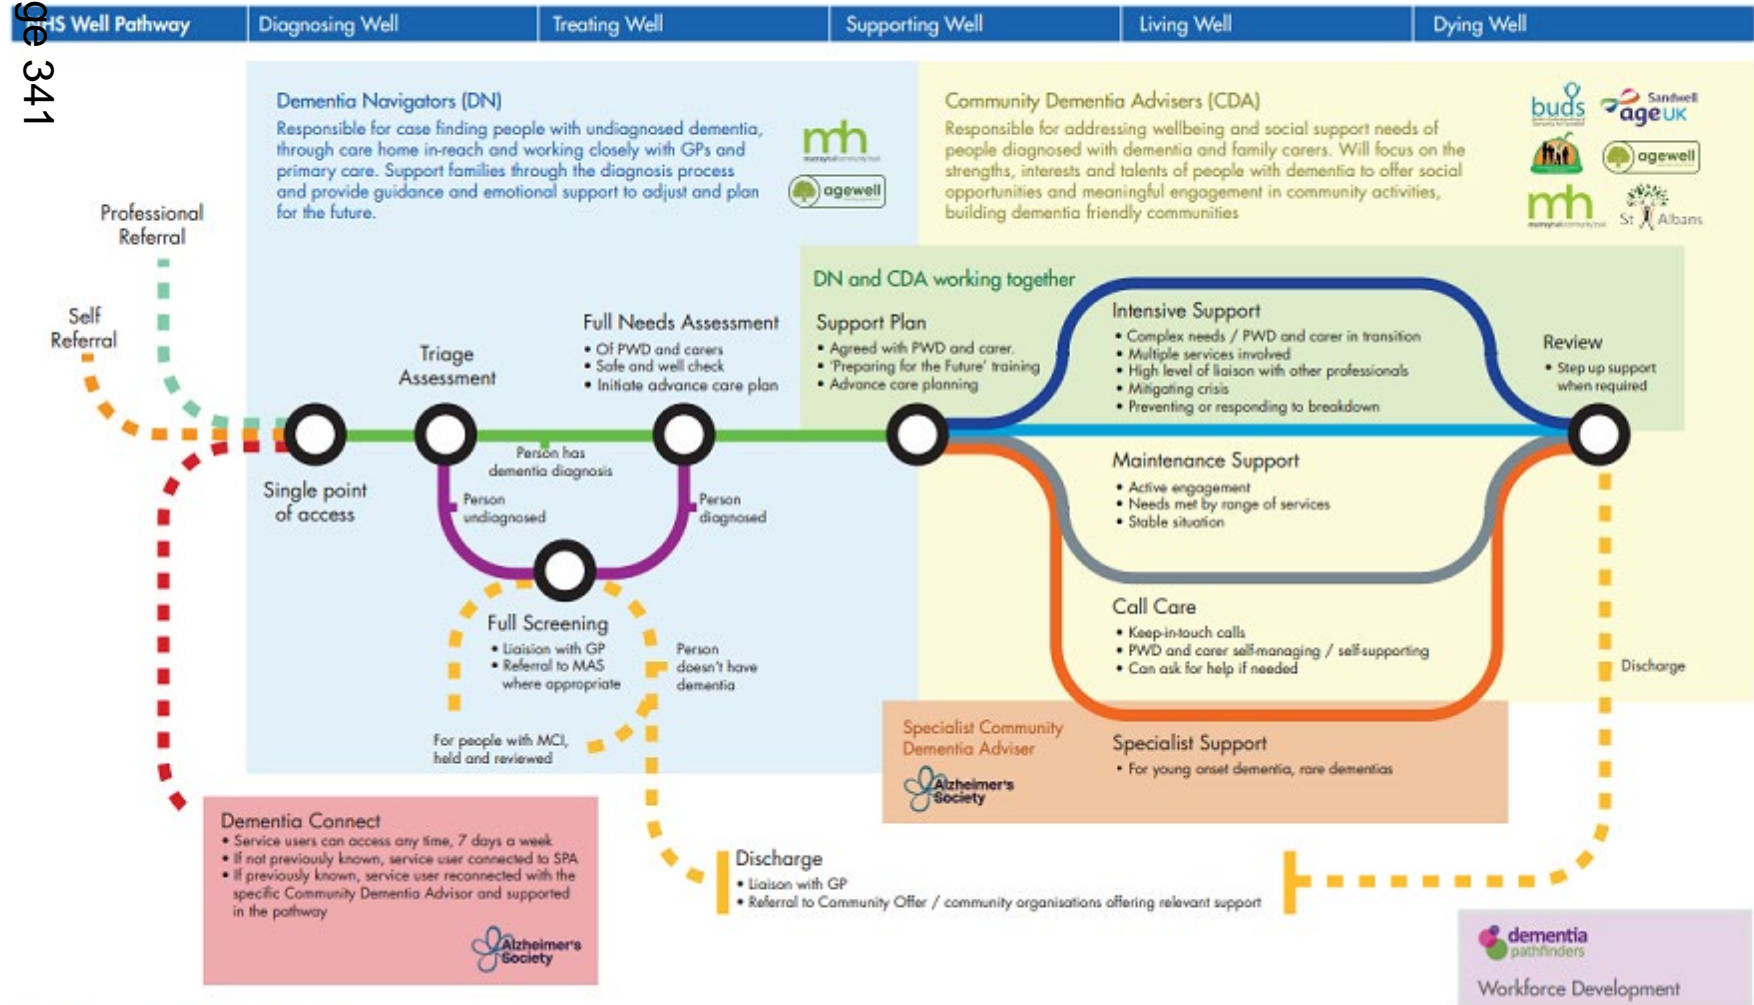 ge 341
HS Well Pathway
Diagnosing Well
Treating Well
Supporting Well
Living Well
Dying Well
Dementia Navigators (DN)
Responsible for case finding people with undiagnosed dementia,
through care home in-reach and working closely with GPs and
primary care. Support families through the diagnosis process
and provide guidance and emotional support to adjust and plan
for the future.
mh
agewell
Community Dementia Advisers (CDA)
Responsible for addressing wellbeing and social support needs of
people diagnosed with dementia and family carers. Will focus on the
strengths, interests and talents of people with dementia to offer social
opportunities and meaningful engagement in community activities,
building dementia friendly communities
buds
Sandwell
age UK
agewell
mh
St Albans
Professional
Referral
Self
Referral
Triage
Assessment
Full Needs Assessment
• Of PWD and carers
• Safe and well check
• Initiate advance care plan
DN and CDA working together
Support Plan
• Agreed with PWD and carer.
• 'Preparing for the Future' training
• Advance care planning
Intensive Support
• Complex needs / PWD and carer in transition
• Multiple services involved
• High level of liaison with other professionals
• Mitigating crisis
• Preventing or responding to breakdown
Review
• Step up support
when required
Single point
of access
Person has
dementia diagnosis
Person
undiagnosed
Person
diagnosed
Maintenance Support
• Active engagement
• Needs met by range of services
• Stable situation
Full Screening
• Liaision with GP
• Referral to MAS
where appropriate
Person
doesn't have
dementia
For people with MCI,
held and reviewed
Call Care
• Keep-in-touch calls
• PWD and carer self-managing / self-supporting
• Can ask for help if needed
Discharge
Specialist Community
Dementia Adviser
Alzheimer's
Society
Specialist Support
• For young onset dementia, rare dementias
Dementia Connect
• Service users can access any time, 7 days a week
• If not previously known, service user connected to SPA
• If previously known, service user reconnected with the
specific Community Dementia Advisor and supported
in the pathway
Alzheimer's
Society
Discharge
• Liaison with GP
• Referral to Community Offer / community organisations offering relevant support
dementia
pathfinders
Workforce Development